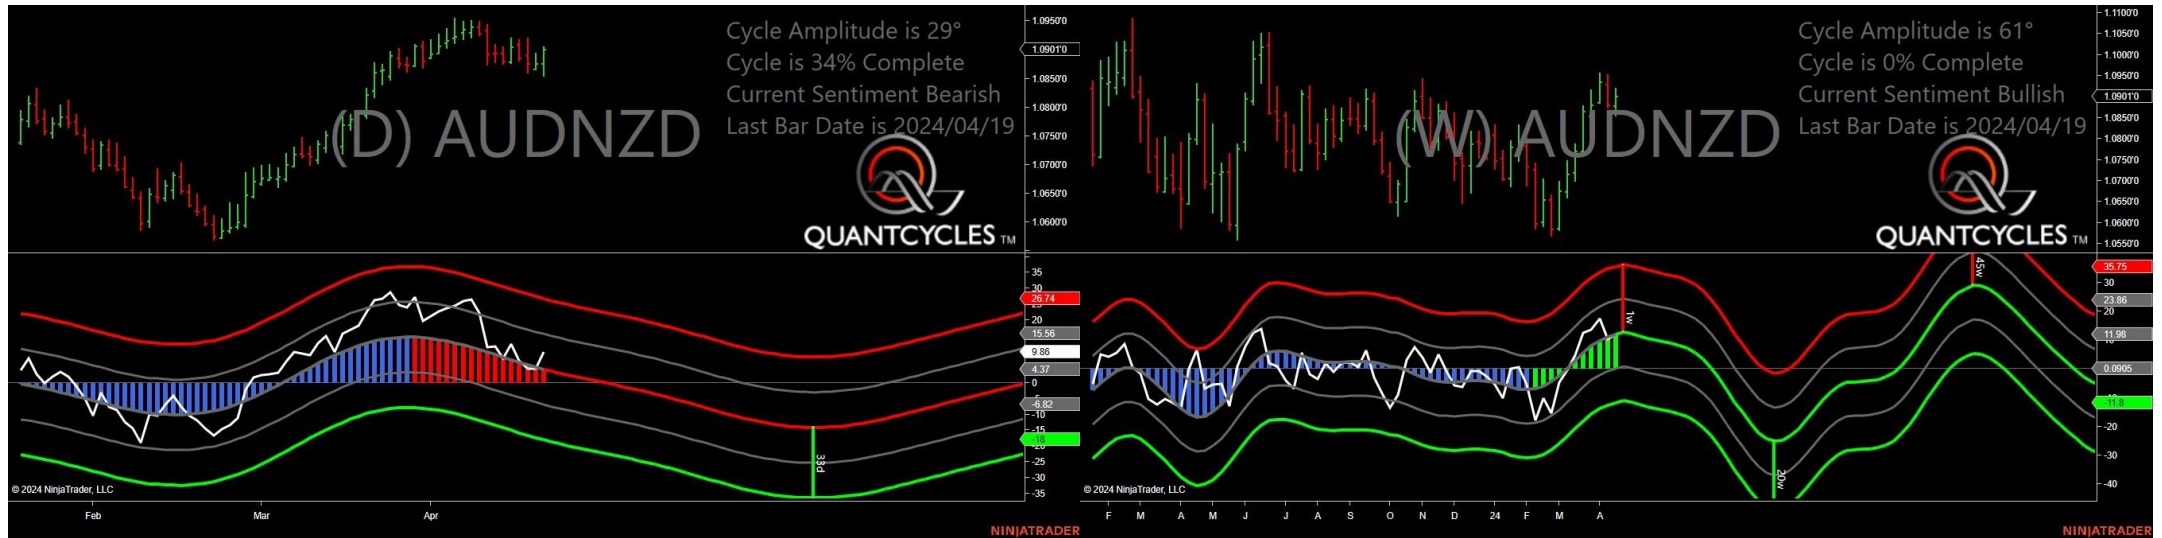 Cycle Amplitude is 29°
Cycle is 34% Complete
Current Sentiment Bearish
Last Bar Date is 2024/04/19
(D) AUDNZD
QUANTCYCLES TM
1.0950'0
1.0901'0
1.0850'0
1.0800'0
1.0750'0
1.0700'0
1.0650'0
1.0600'0
35
30
26.74
20
15.56
9.86
4.37
0
-6.82
-10
-15
-18
-25
-30
-35
33d
© 2024 NinjaTrader, LLC
Feb Mar Apr
NINJATRADER
Cycle Amplitude is 61°
Cycle is 0% Complete
Current Sentiment Bullish
Last Bar Date is 2024/04/19
(W) AUDNZD
QUANTCYCLES TM
1.1100'0
1.1050'0
1.1000'0
1.0950'0
1.0901'0
1.0850'0
1.0800'0
1.0750'0
1.0700'0
1.0650'0
1.0600'0
1.0550'0
45w
35.75
30
23.86
1w
11.98
0.0905
-11.8
-20
-30
20w
-40
© 2024 NinjaTrader, LLC
F M A M J J A S O N D 24 F M A
NINJATRADER